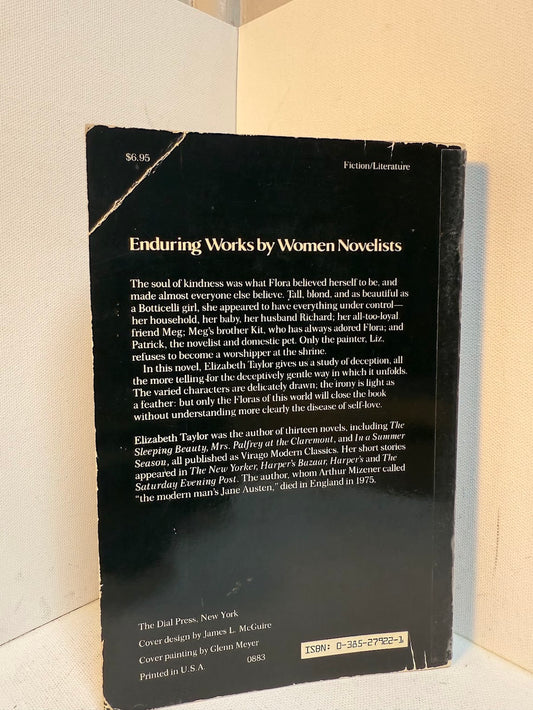 $6.95
Fiction/Literature
Enduring Works by Women Novelists
The soul of kindness was what Flora believed herself to be, and
made almost everyone else believe. Tall, blond, and as beautiful as
a Botticelli girl, she appeared to have everything under control—
her household, her baby, her husband Richard; her all-too-loyal
friend Meg; Meg's brother Kit, who has always adored Flora; and
Patrick, the novelist and domestic pet. Only the painter, Liz,
refuses to become a worshipper at the shrine.
In this novel, Elizabeth Taylor gives us a study of deception, all
the more telling for the deceptively gentle way in which it unfolds.
The varied characters are delicately drawn; the irony is light as
a feather: but only the Floras of this world will close the book
without understanding more clearly the disease of self-love.
Elizabeth Taylor was the author of thirteen novels, including The
Sleeping Beauty, Mrs. Palfrey at the Claremont, and In a Summer
Season, all published as Virago Modern Classics. Her short stories
appeared in The New Yorker, Harper's Bazaar, Harper's and The
Saturday Evening Post. The author, whom Arthur Mizener called
"the modern man's Jane Austen," died in England in 1975.
The Dial Press, New York
Cover design by James L. McGuire
Cover painting by Glenn Meyer
Printed in U.S.A. 0883
ISBN: 0-385-27922-1